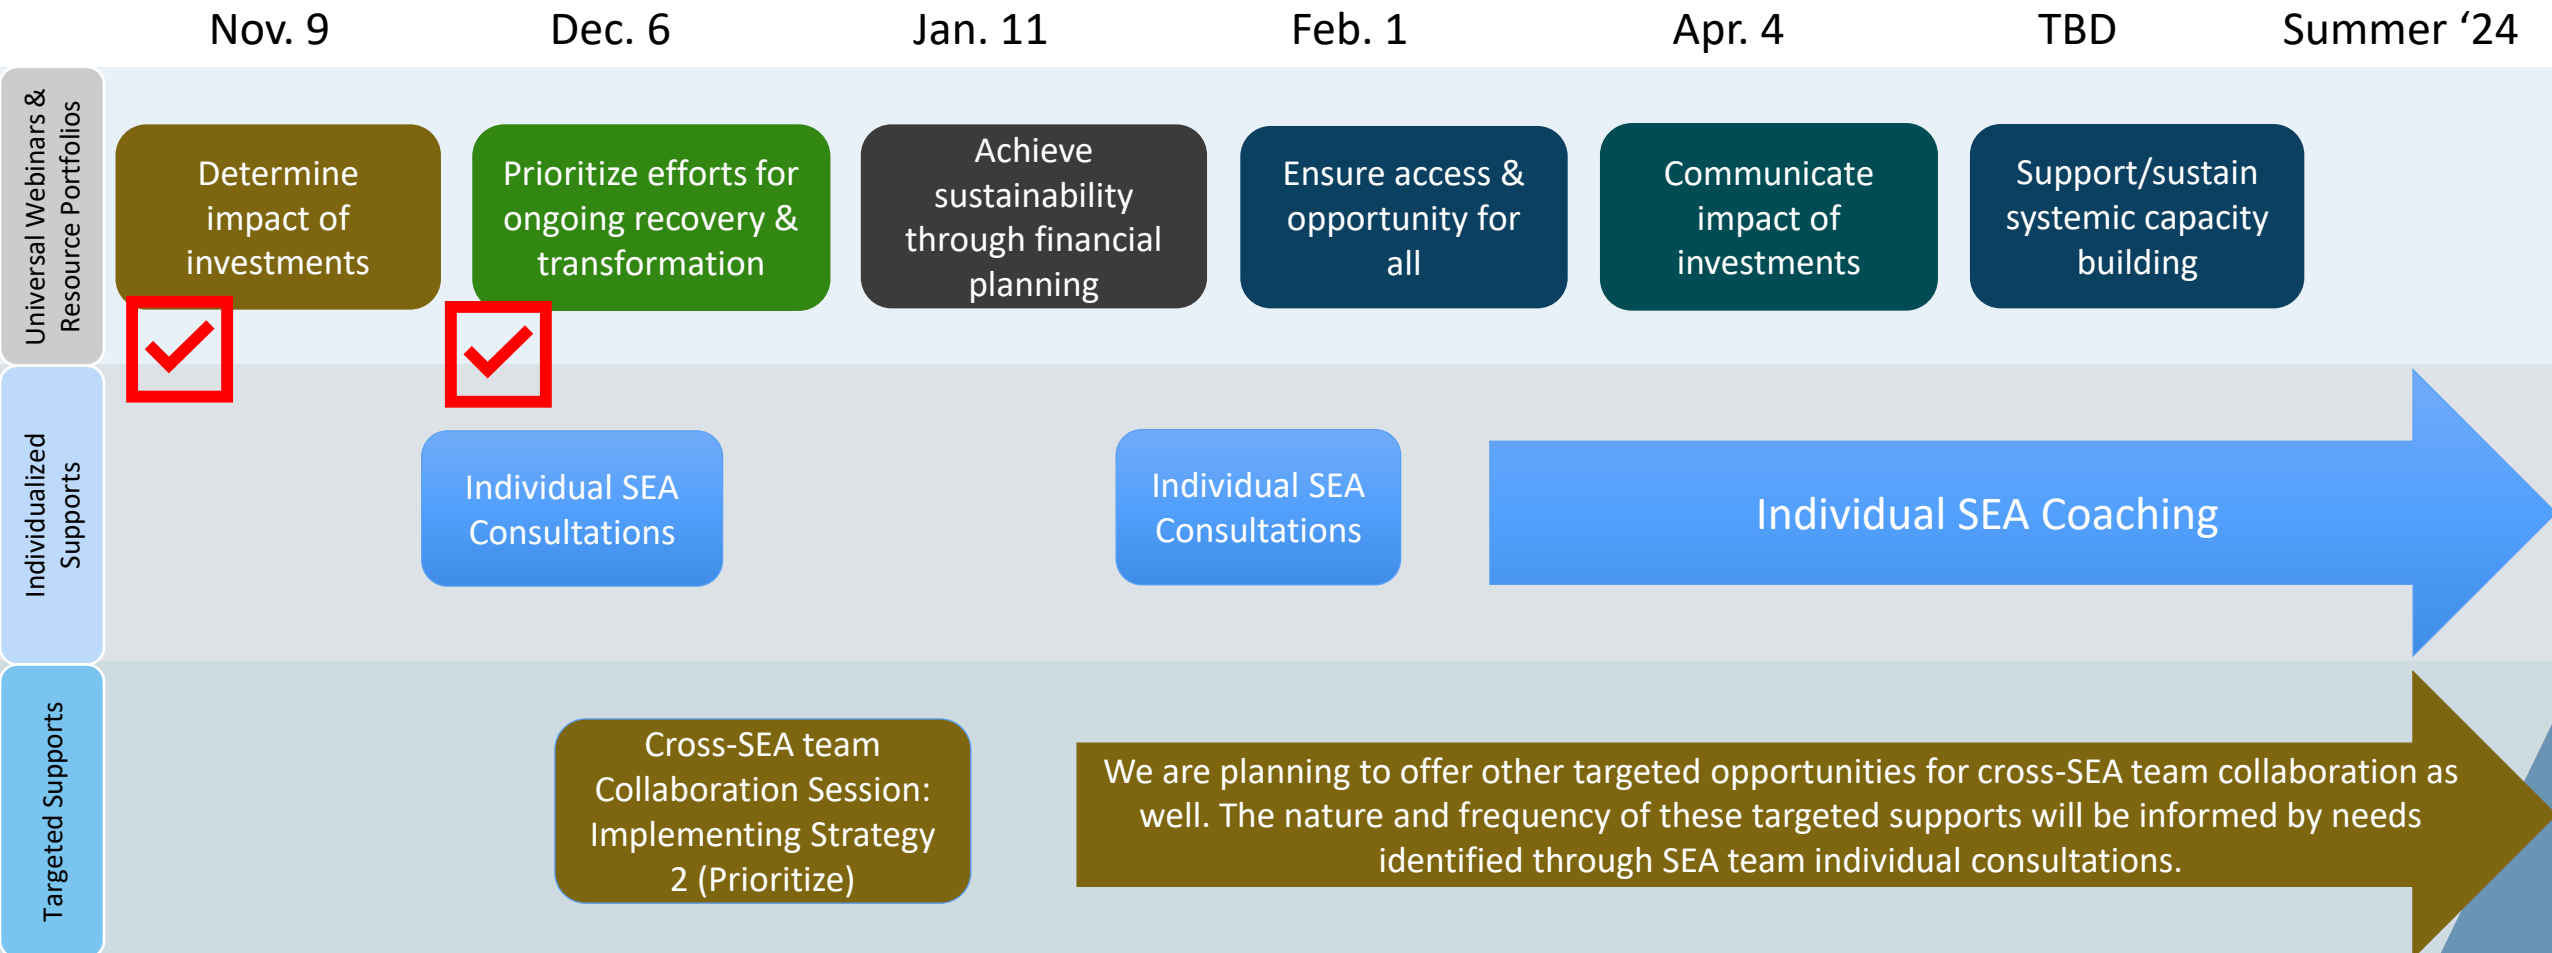 Nov. 9
Dec. 6
Jan. 11
Feb. 1
Apr. 4
TBD
Summer ‘24
Universal Webinars &
Resource Portfolios
Determine
impact of
investments
Prioritize efforts for
ongoing recovery &
transformation
Achieve
sustainability
through financial
planning
Ensure access &
opportunity for
all
Communicate
impact of
investments
Support/sustain
systemic capacity
building
Individualized
Supports
Individual SEA
Consultations
Individual SEA
Consultations
Individual SEA Coaching
Targeted Supports
Cross-SEA team
Collaboration Session:
Implementing Strategy
2 (Prioritize)
We are planning to offer other targeted opportunities for cross-SEA team collaboration as
well. The nature and frequency of these targeted supports will be informed by needs
identified through SEA team individual consultations.